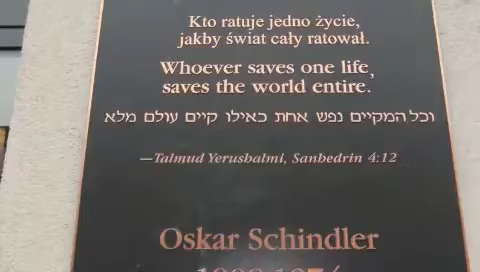 Kto ratuje jedno życie,
jakby świat cały ratował.
Whoever saves one life,
saves the world entire.
וכל המקיים נפש אחת כאילו קיים עולם מלא
—Talmud Yerushalmi, Sanhedrin 4:12
Oskar Schindler